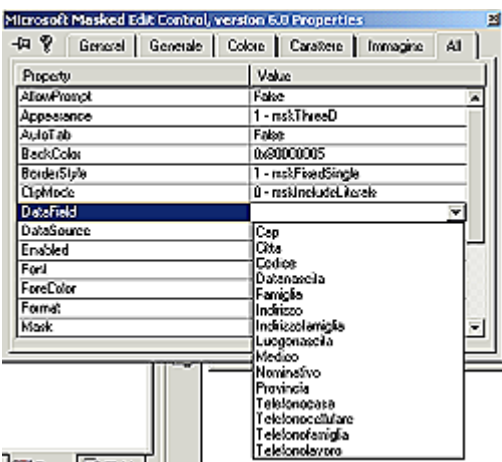 Microsoft Masked Edit Control, version 6.0 Properties
General Generale Colore Carattere Immagine All
Property Value
AllowPrompt False
Appearance 1 - mskThreeD
AutoTab False
BackColor 0x80000005
BorderStyle 1 - mskFixedSingle
ClipMode 0 - mskIncludeLiterals
DataField
DataSource
Enabled
Font
ForeColor
Format
Mask
Cap
Citta
Codice
Datanascita
Famiglia
Indirizzo
Indirizzofamiglia
Luogonascita
Medico
Nominativo
Provincia
Telefonocasa
Telefonocellulare
Telefonofamiglia
Telefonolavoro